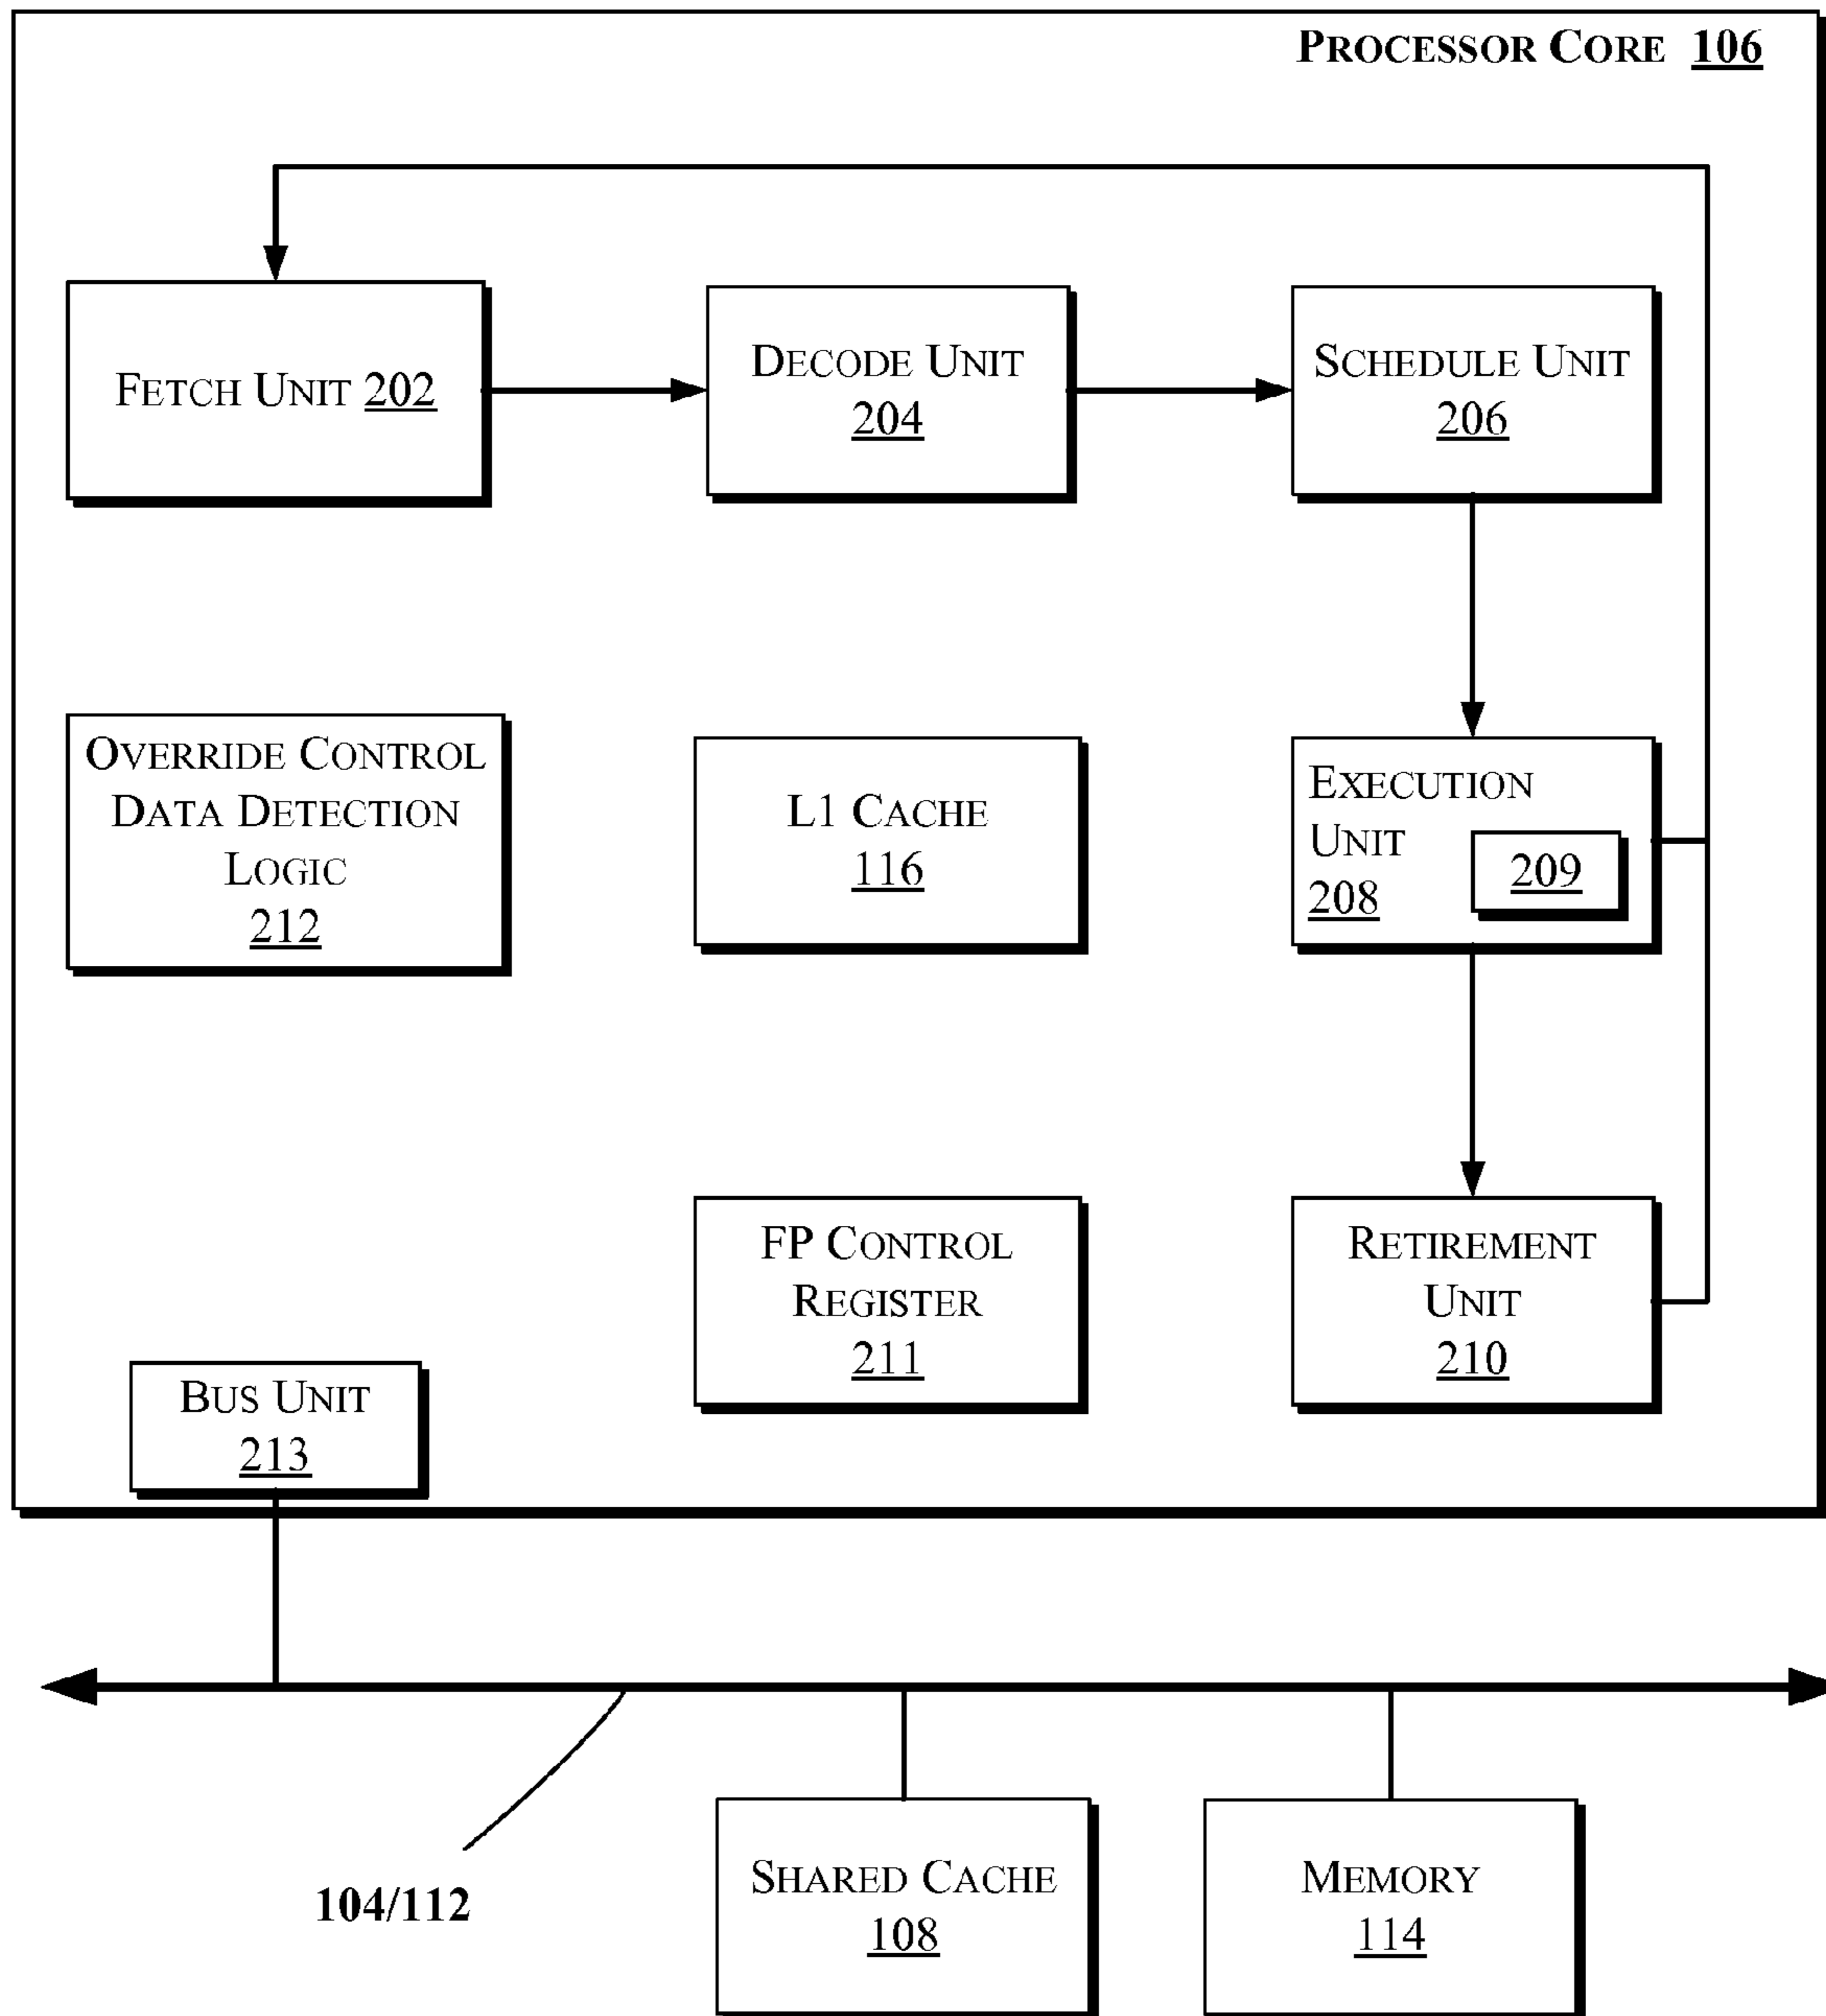 PROCESSOR CORE 106
FETCH UNIT 202
DECODE UNIT
204
SCHEDULE UNIT
206
OVERRIDE CONTROL
DATA DETECTION
LOGIC
212
L1 CACHE
116
EXECUTION
UNIT
208
209
FP CONTROL
REGISTER
211
RETIREMENT
UNIT
210
BUS UNIT
213
104/112
SHARED CACHE
108
MEMORY
114